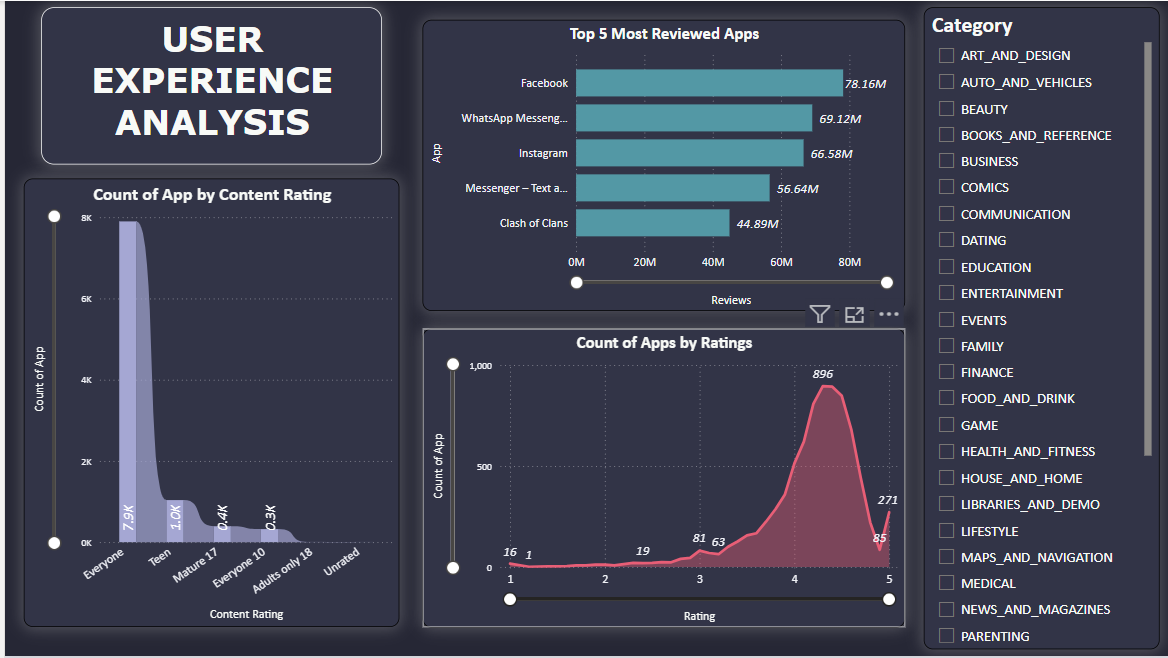 USER
EXPERIENCE
ANALYSIS
Count of App by Content Rating
Count of App
8K
6K
4K
2K
0K
7.9K
1.0K
0.4K
0.3K
Everyone
Teen
Mature 17
Everyone 10
Adults only 18
Unrated
Content Rating
Top 5 Most Reviewed Apps
App
Facebook 78.16M
WhatsApp Messeng... 69.12M
Instagram 66.58M
Messenger – Text a... 56.64M
Clash of Clans 44.89M
0M 20M 40M 60M 80M
Reviews
Count of Apps by Ratings
Count of App
1,000
500
0
16
1
19
81
63
896
85
271
1 2 3 4 5
Rating
Category
ART_AND_DESIGN
AUTO_AND_VEHICLES
BEAUTY
BOOKS_AND_REFERENCE
BUSINESS
COMICS
COMMUNICATION
DATING
EDUCATION
ENTERTAINMENT
EVENTS
FAMILY
FINANCE
FOOD_AND_DRINK
GAME
HEALTH_AND_FITNESS
HOUSE_AND_HOME
LIBRARIES_AND_DEMO
LIFESTYLE
MAPS_AND_NAVIGATION
MEDICAL
NEWS_AND_MAGAZINES
PARENTING